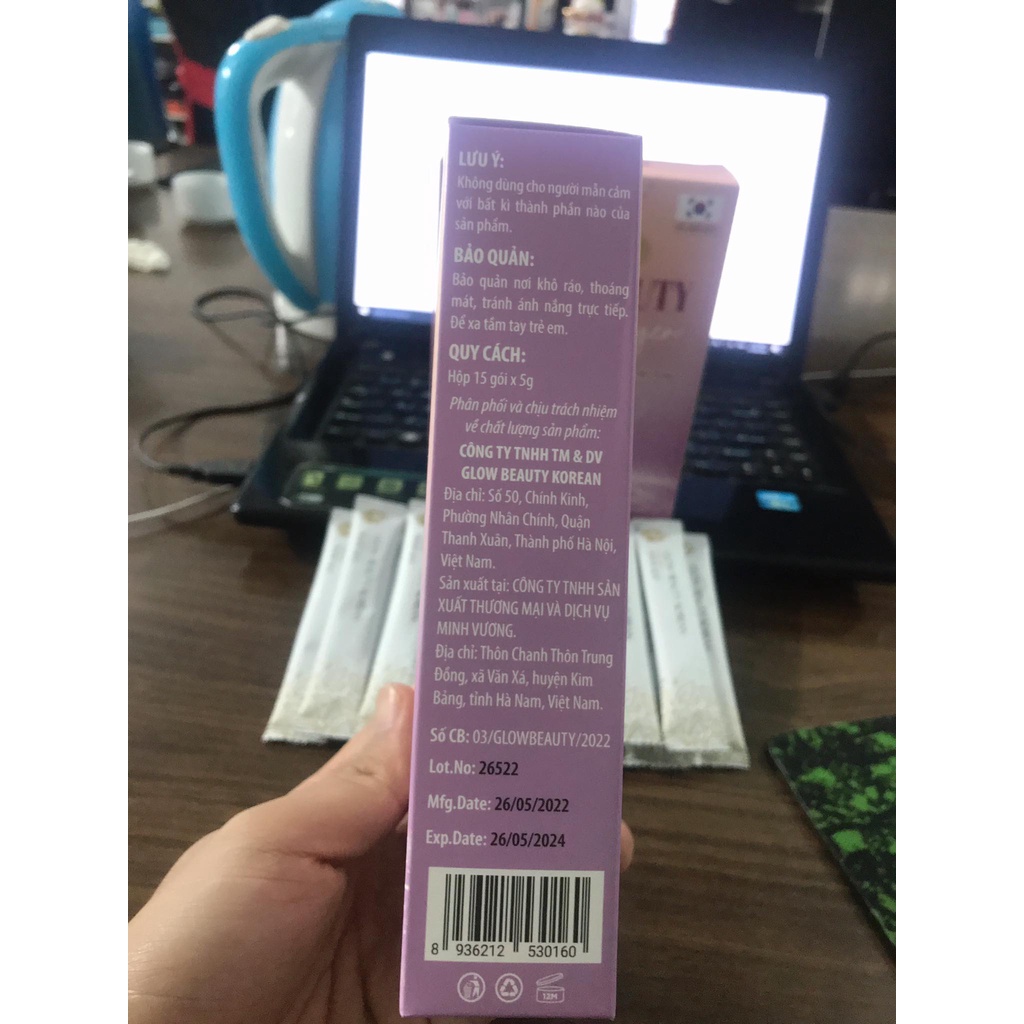 LƯU Ý:
Không dùng cho người mẫn cảm
với bất kì thành phần nào của
sản phẩm.
BẢO QUẢN:
Bảo quản nơi khô ráo, thoáng
mát, tránh ánh nắng trực tiếp.
Để xa tầm tay trẻ em.
QUY CÁCH:
Hộp 15 gói x 5g
Phân phối và chịu trách nhiệm
về chất lượng sản phẩm:
CÔNG TY TNHH TM & DV
GLOW BEAUTY KOREAN
Địa chỉ: Số 50, Chính Kinh,
Phường Nhân Chính, Quận
Thanh Xuân, Thành phố Hà Nội,
Việt Nam.
Sản xuất tại: CÔNG TY TNHH SẢN
XUẤT THƯƠNG MẠI VÀ DỊCH VỤ
MINH VƯƠNG.
Địa chỉ: Thôn Chanh Thôn Trung
Đồng, xã Văn Xá, huyện Kim
Bảng, tỉnh Hà Nam, Việt Nam.
Số CB: 03/GLOWBEAUTY/2022
Lot.No: 26522
Mfg.Date: 26/05/2022
Exp.Date: 26/05/2024
8 936212 530160
12M
UTY